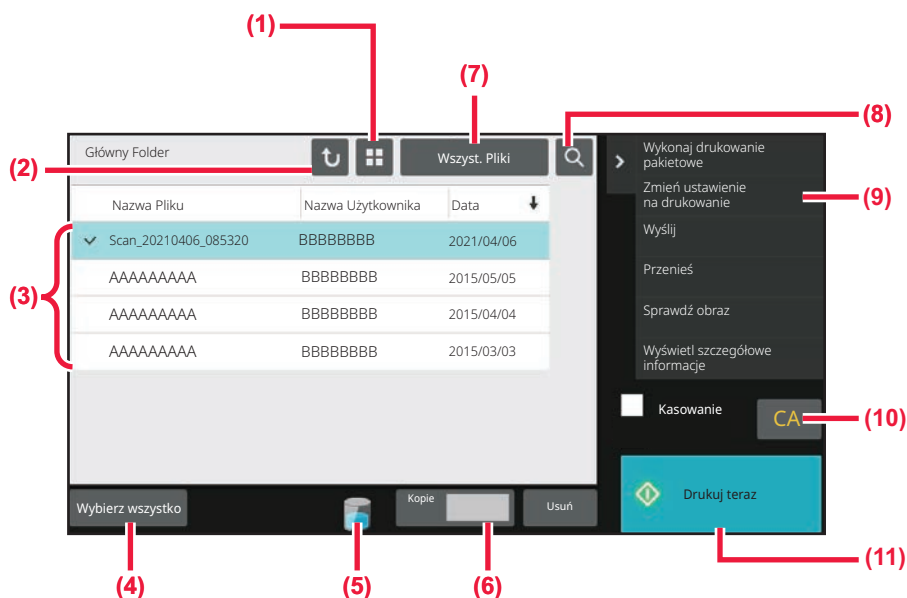 (1)
(7)
(8)
(2)
Główny Folder
Wszyst. Pliki
Wykonaj drukowanie
pakietowe
Zmień ustawienie
na drukowanie
(9)
Nazwa Pliku Nazwa Użytkownika Data
Wyślij
(3)
Scan_20210406_085320 BBBBBBBB 2021/04/06
AAAAAAAAA BBBBBBBB 2015/05/05
Przenieś
AAAAAAAAA BBBBBBBB 2015/04/04
Sprawdź obraz
AAAAAAAAA BBBBBBBB 2015/03/03
Wyświetl szczegółowe
informacje
Kasowanie
CA
(10)
Wybierz wszystko
Kopie
Usuń
Drukuj teraz
(4)
(5)
(6)
(11)